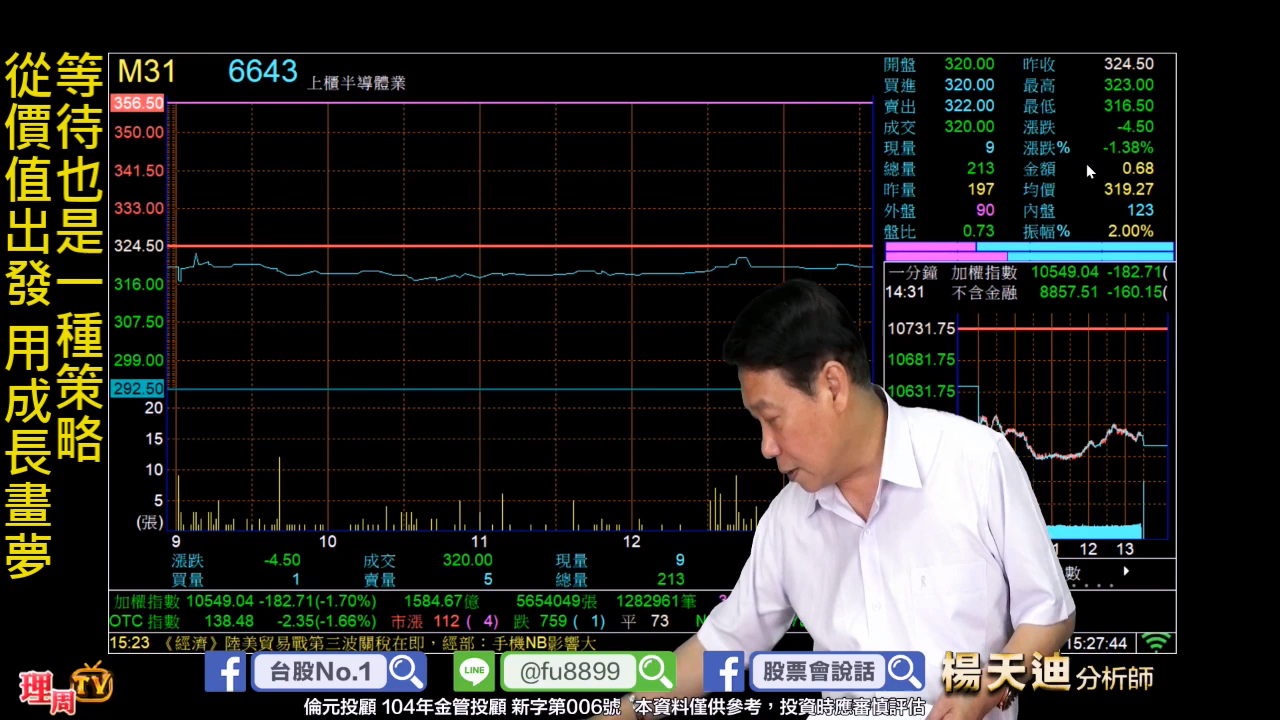 等待也是一種策略
從價值出發 用成長畫夢
M31
6643
上櫃半導體業
356.50
350.00
341.50
333.00
324.50
316.00
307.50
299.00
292.50
20
15
10
5
(張)
9
10
11
12
開盤 320.00 昨收 324.50
買進 320.00 最高 323.00
賣出 322.00 最低 316.50
成交 320.00 漲跌 -4.50
現量 9 漲跌% -1.38%
總量 213 金額 0.68
昨量 197 均價 319.27
外盤 90 內盤 123
盤比 0.73 振幅% 2.00%
一分鐘 加權指數 10549.04 -182.71(
14:31 不含金融 8857.51 -160.15(
10731.75
10681.75
10631.75
12
13
數
漲跌 -4.50 成交 320.00 現量 9
買量 1 賣量 5 總量 213
加權指數 10549.04 -182.71(-1.70%) 1584.67億 5654049張 1282961筆
OTC 指數 138.48 -2.35(-1.66%) 市漲 112 ( 4) 跌 759 ( 1) 平 73
15:23 《經濟》陸美貿易戰第三波關稅在即，經部：手機NB影響大
15:27:44
台股No.1
LINE
@fu8899
股票會說話
楊天迪 分析師
理周TV
倫元投顧 104年金管投顧 新字第006號 本資料僅供參考，投資時應審慎評估